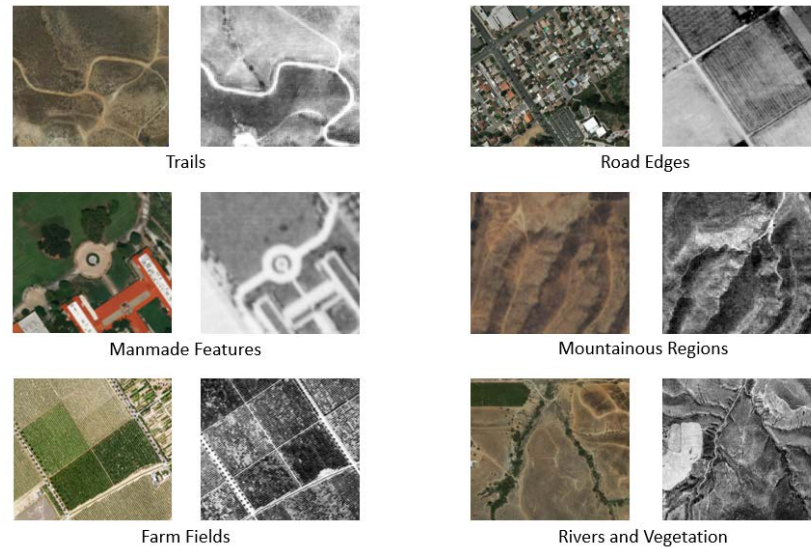 Trails
Road Edges
Manmade Features
Mountainous Regions
Farm Fields
Rivers and Vegetation